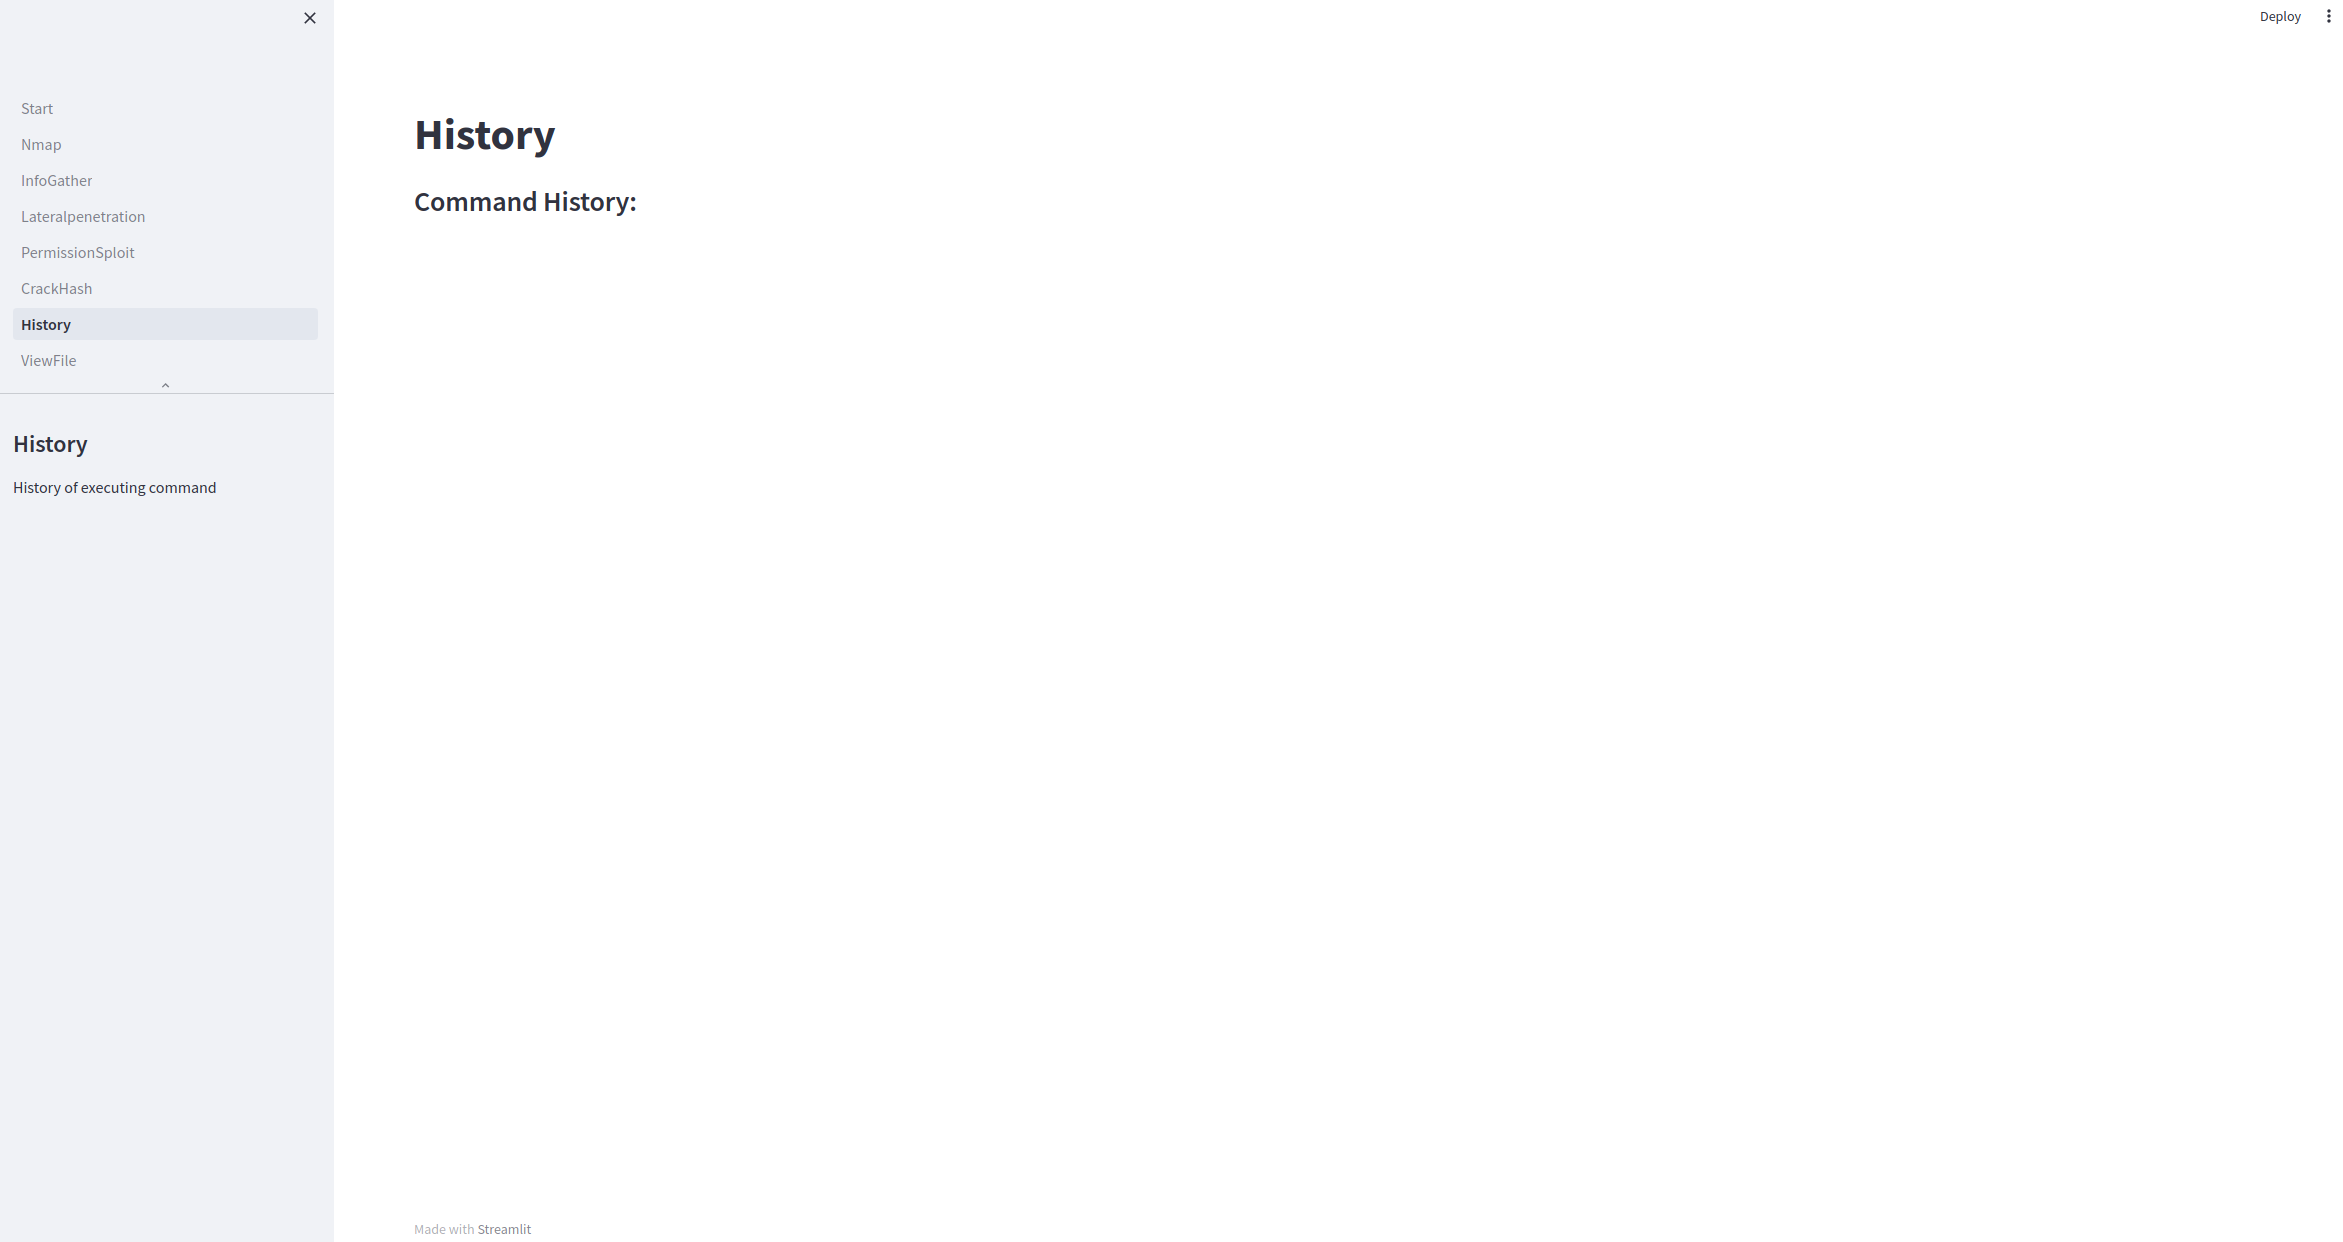 Deploy
Start
Nmap
InfoGather
Lateralpenetration
PermissionSploit
CrackHash
History
ViewFile
History
History of executing command
History
Command History:
Made with Streamlit